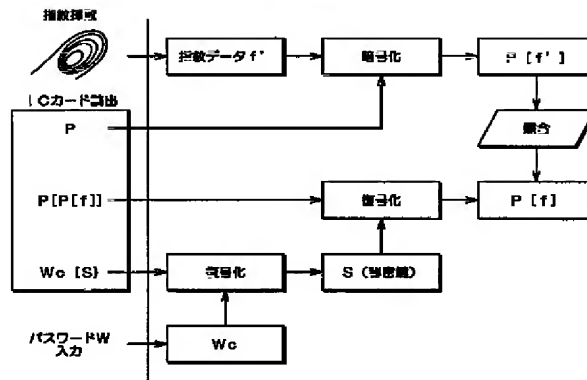 指紋採取
指紋データf'
暗号化
P [f']
ICカード読出
P
照合
P[P[f]]
復号化
P [f]
Wc [S]
復号化
S (秘密鍵)
パスワードW
入力
Wc